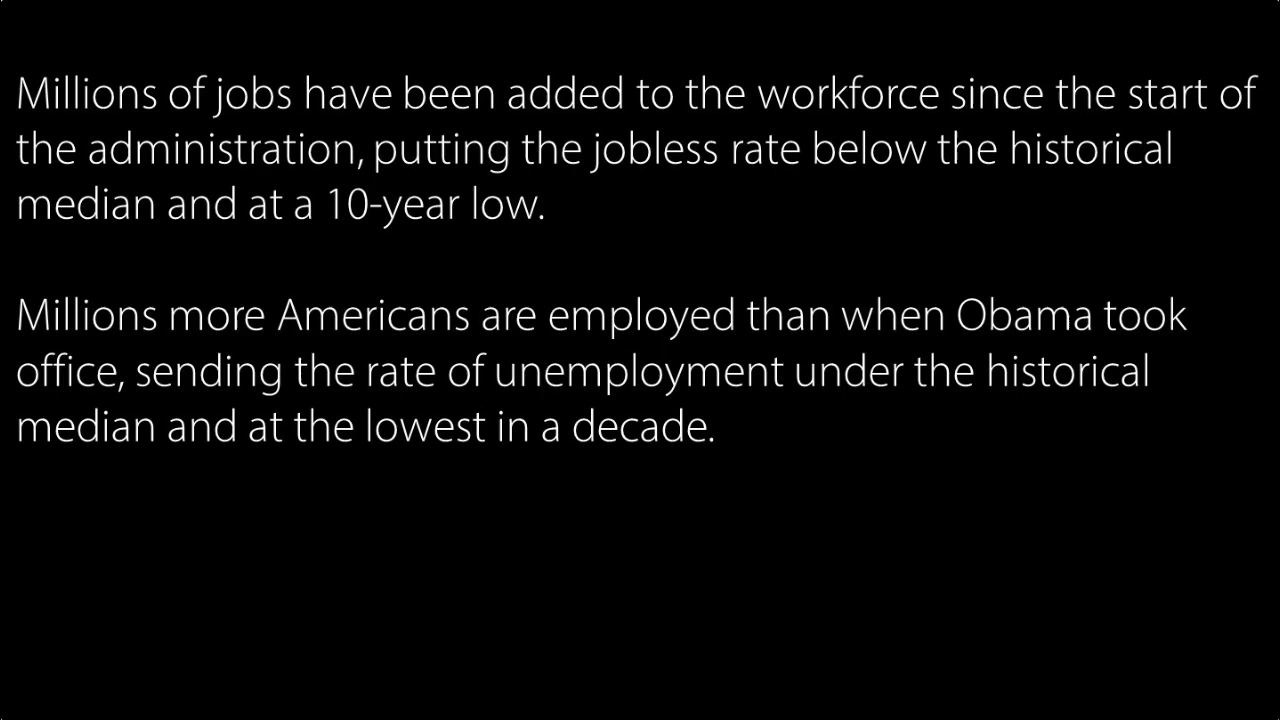 Millions of jobs have been added to the workforce since the start of
the administration, putting the jobless rate below the historical
median and at a 10-year low.
Millions more Americans are employed than when Obama took
office, sending the rate of unemployment under the historical
median and at the lowest in a decade.